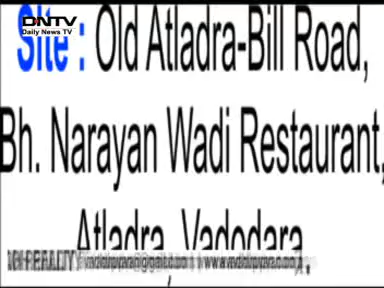 DNTV
Daily News TV
Site : Old Atladra-Bill Road,
Bh. Narayan Wadi Restaurant,
Atladra, Vadodara.